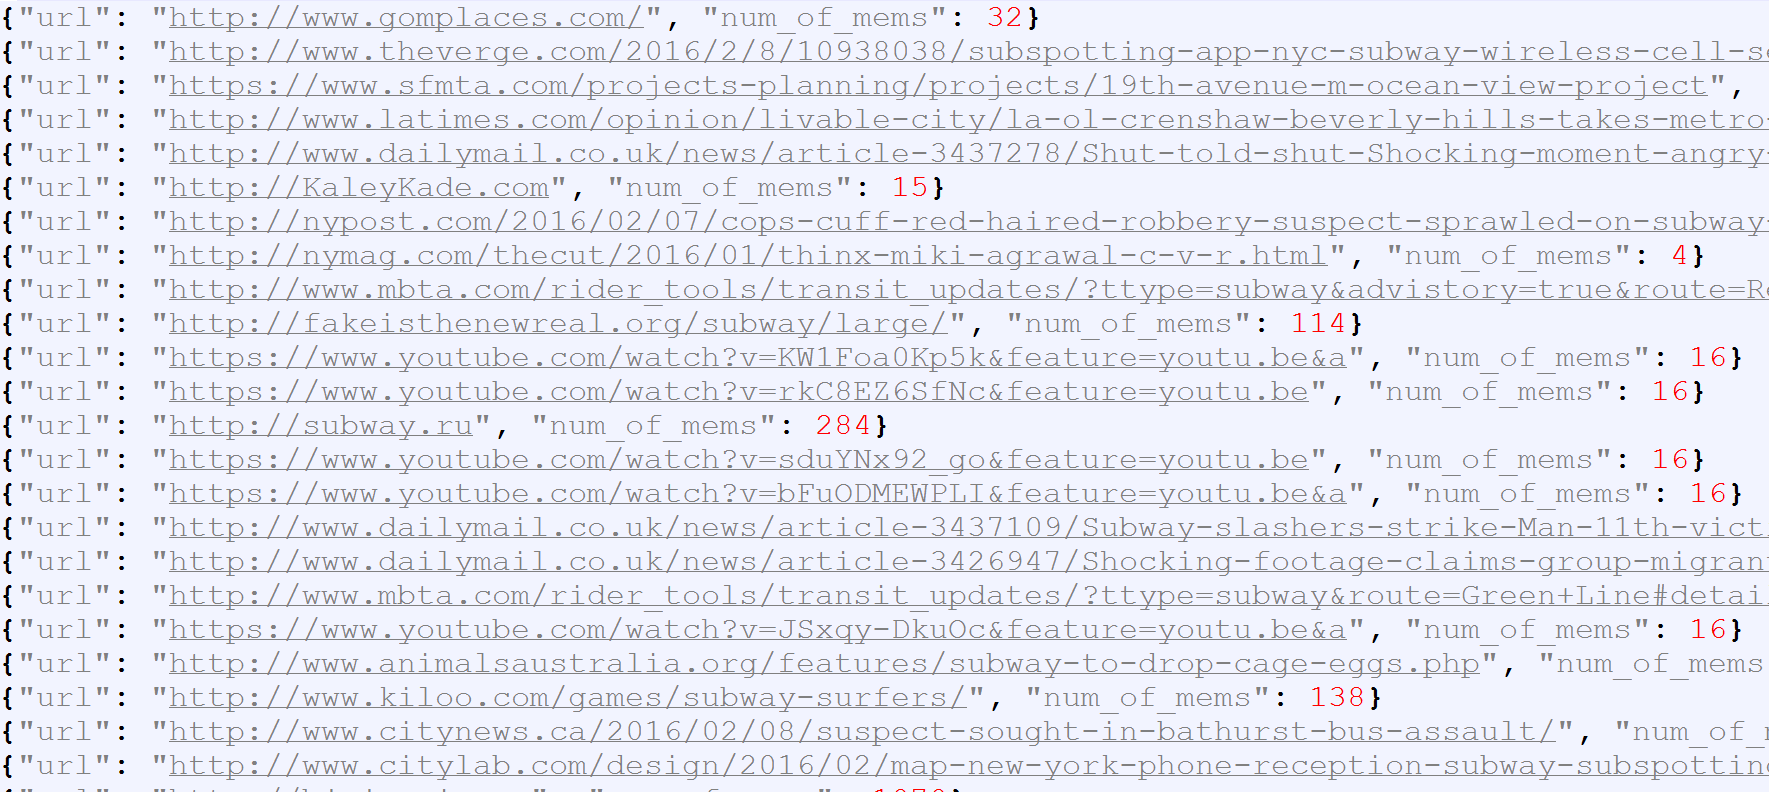 {"url": "http://www.gomplaces.com/", "num_of_mems": 32}
{"url": "http://www.theverge.com/2016/2/8/10938038/subspotting-app-nyc-subway-wireless-cell-s
{"url": "https://www.sfmta.com/projects-planning/projects/19th-avenue-m-ocean-view-project",
{"url": "http://www.latimes.com/opinion/livable-city/la-ol-crenshaw-beverly-hills-takes-metro-
{"url": "http://www.dailymail.co.uk/news/article-3437278/Shut-told-shut-Shocking-moment-angry-
{"url": "http://KaleyKade.com", "num_of_mems": 15}
{"url": "http://nypost.com/2016/02/07/cops-cuff-red-haired-robbery-suspect-sprawled-on-subway-
{"url": "http://nymag.com/thecut/2016/01/thinx-miki-agrawal-c-v-r.html", "num_of_mems": 4}
{"url": "http://www.mbta.com/rider_tools/transit_updates/?ttype=subway&advistory=true&route=Re
{"url": "http://fakeisthenewreal.org/subway/large/", "num_of_mems": 114}
{"url": "https://www.youtube.com/watch?v=KW1Foa0Kp5k&feature=youtu.be&a", "num_of_mems": 16}
{"url": "https://www.youtube.com/watch?v=rkC8EZ6SfNc&feature=youtu.be", "num_of_mems": 16}
{"url": "http://subway.ru", "num_of_mems": 284}
{"url": "https://www.youtube.com/watch?v=sduYNx92_go&feature=youtu.be", "num_of_mems": 16}
{"url": "https://www.youtube.com/watch?v=bFuODMEWPLI&feature=youtu.be&a", "num_of_mems": 16}
{"url": "http://www.dailymail.co.uk/news/article-3437109/Subway-slashers-strike-Man-11th-victi
{"url": "http://www.dailymail.co.uk/news/article-3426947/Shocking-footage-claims-group-migran
{"url": "http://www.mbta.com/rider_tools/transit_updates/?ttype=subway&route=Green+Line#detai
{"url": "https://www.youtube.com/watch?v=JSxqy-DkuOc&feature=youtu.be&a", "num_of_mems": 16}
{"url": "http://www.animalsaustralia.org/features/subway-to-drop-cage-eggs.php", "num_of_mems
{"url": "http://www.kiloo.com/games/subway-surfers/", "num_of_mems": 138}
{"url": "http://www.citynews.ca/2016/02/08/suspect-sought-in-bathurst-bus-assault/", "num_of_
{"url": "http://www.citylab.com/design/2016/02/map-new-york-phone-reception-subway-subspotting